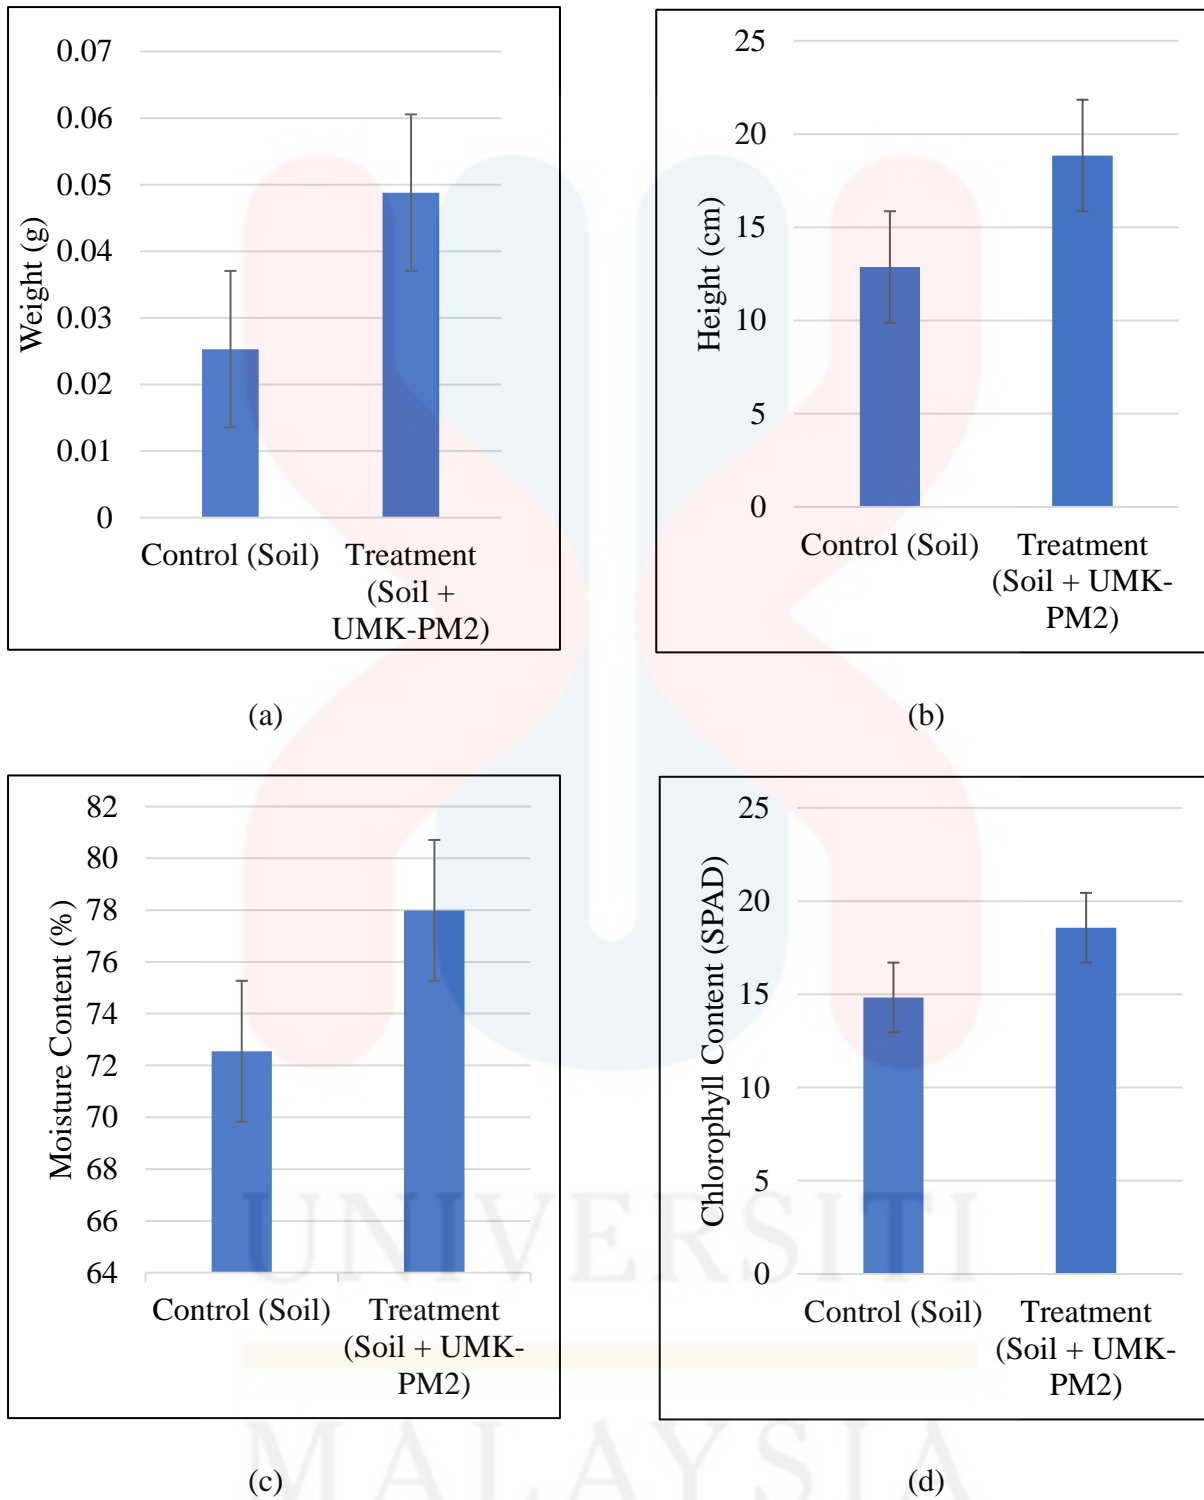 0.07
0.06
0.05
0.04
0.03
0.02
0.01
0
Weight (g)
Control (Soil)
Treatment
(Soil +
UMK-PM2)
(a)
25
20
15
10
5
0
Height (cm)
Control (Soil)
Treatment
(Soil + UMK-
PM2)
(b)
82
80
78
76
74
72
70
68
66
64
Moisture Content (%)
Control (Soil)
Treatment
(Soil + UMK-
PM2)
(c)
25
20
15
10
5
0
Chlorophyll Content (SPAD)
Control (Soil)
Treatment
(Soil + UMK-
PM2)
(d)
UNIVERSITI
MALAYSIA